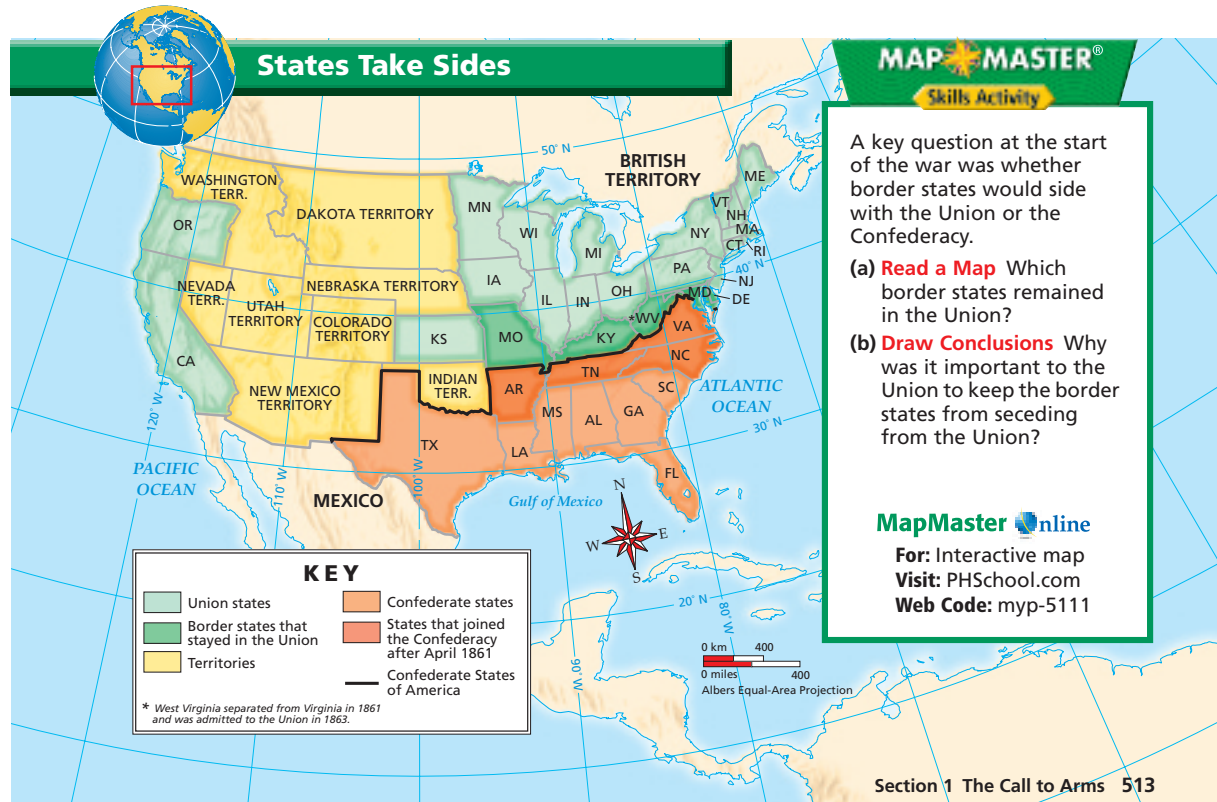 States Take Sides
MAP MASTER®
Skills Activity
A key question at the start
of the war was whether
border states would side
with the Union or the
Confederacy.
(a) Read a Map Which
border states remained
in the Union?
(b) Draw Conclusions Why
was it important to the
Union to keep the border
states from seceding
from the Union?
MapMaster Online
For: Interactive map
Visit: PHSchool.com
Web Code: myp-5111
50° N
BRITISH
TERRITORY
WASHINGTON
TERR.
DAKOTA TERRITORY
OR
MN
WI
MI
ME
VT
NH
MA
NY
CT
RI
PA
40° N
NJ
DE
MD
NEVADA
TERR.
UTAH
TERRITORY
NEBRASKA TERRITORY
COLORADO
TERRITORY
IA
IL
IN
OH
*WV
VA
KS
MO
KY
CA
NEW MEXICO
TERRITORY
INDIAN
TERR.
AR
TN
NC
SC
ATLANTIC
OCEAN
MS
AL
GA
30° N
TX
LA
FL
120° W
PACIFIC
OCEAN
110° W
100° W
MEXICO
Gulf of Mexico
N
W
E
S
20° N
80° W
90° W
KEY
Union states
Border states that
stayed in the Union
Territories
Confederate states
States that joined
the Confederacy
after April 1861
Confederate States
of America
* West Virginia separated from Virginia in 1861
and was admitted to the Union in 1863.
0 km 400
0 miles 400
Albers Equal-Area Projection
Section 1 The Call to Arms 513